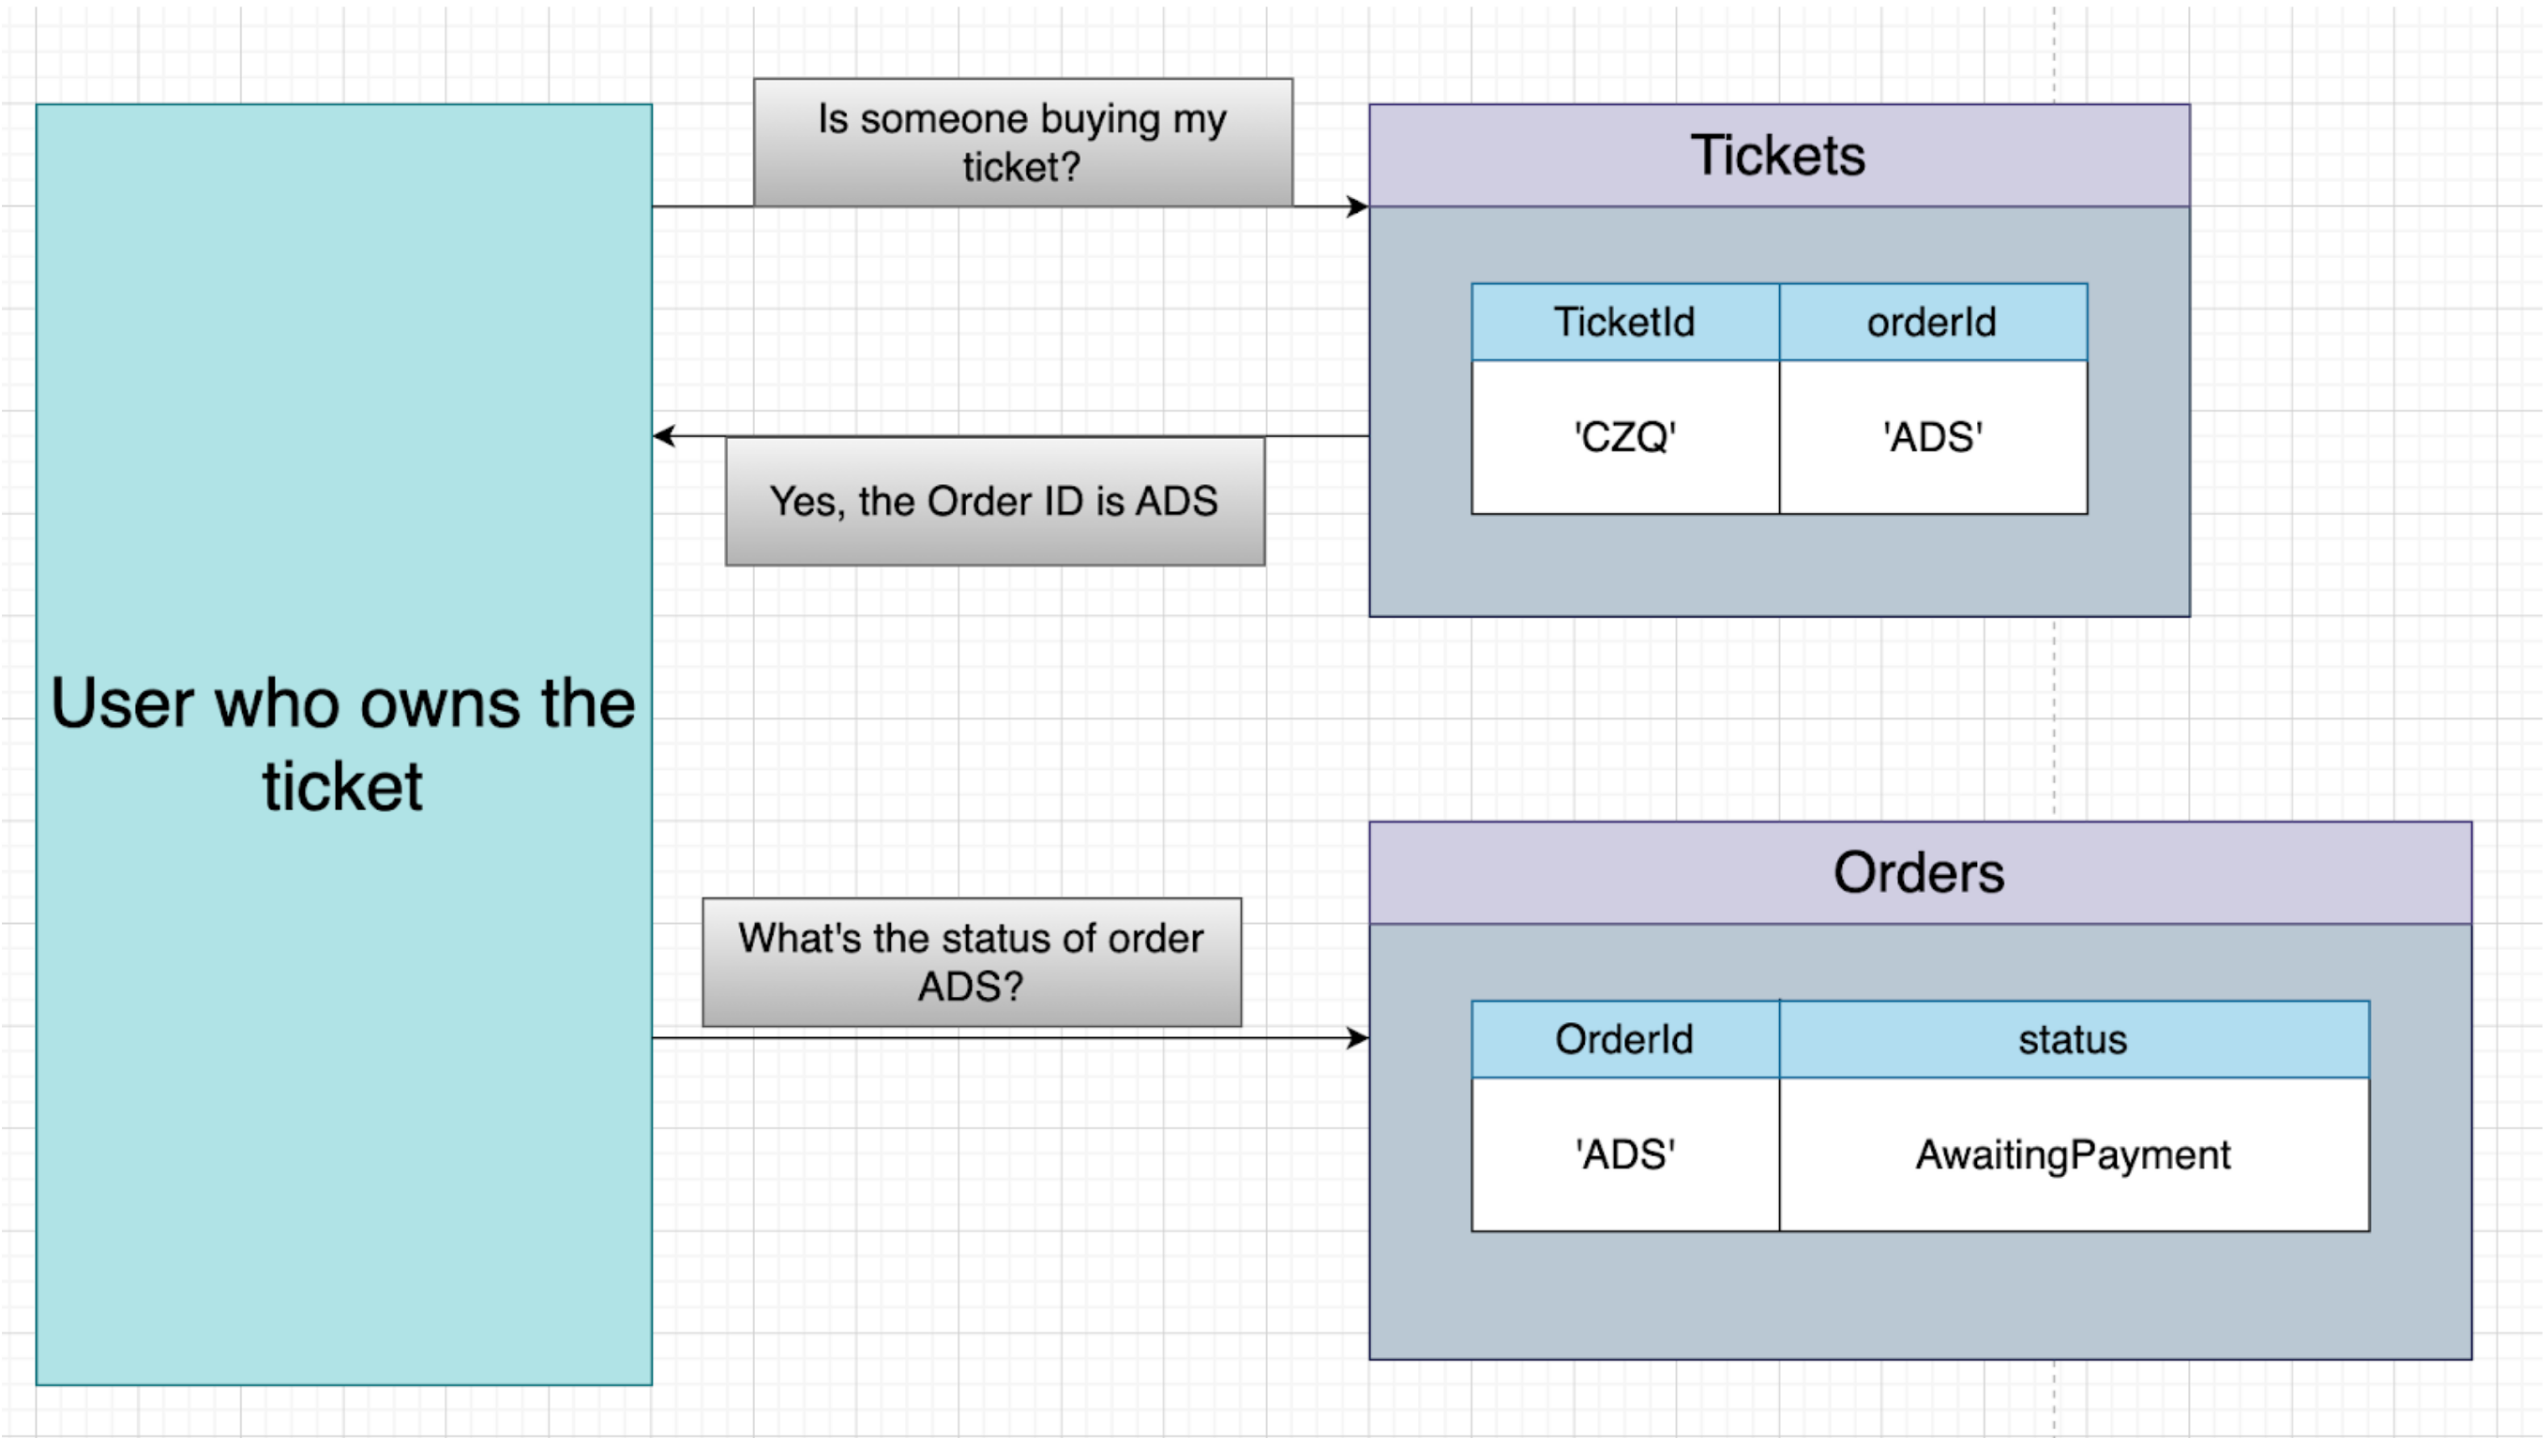 Is someone buying my
ticket?
Tickets
TicketId
orderId
'CZQ'
'ADS'
Yes, the Order ID is ADS
User who owns the
ticket
Orders
What's the status of order
ADS?
OrderId
status
'ADS'
AwaitingPayment